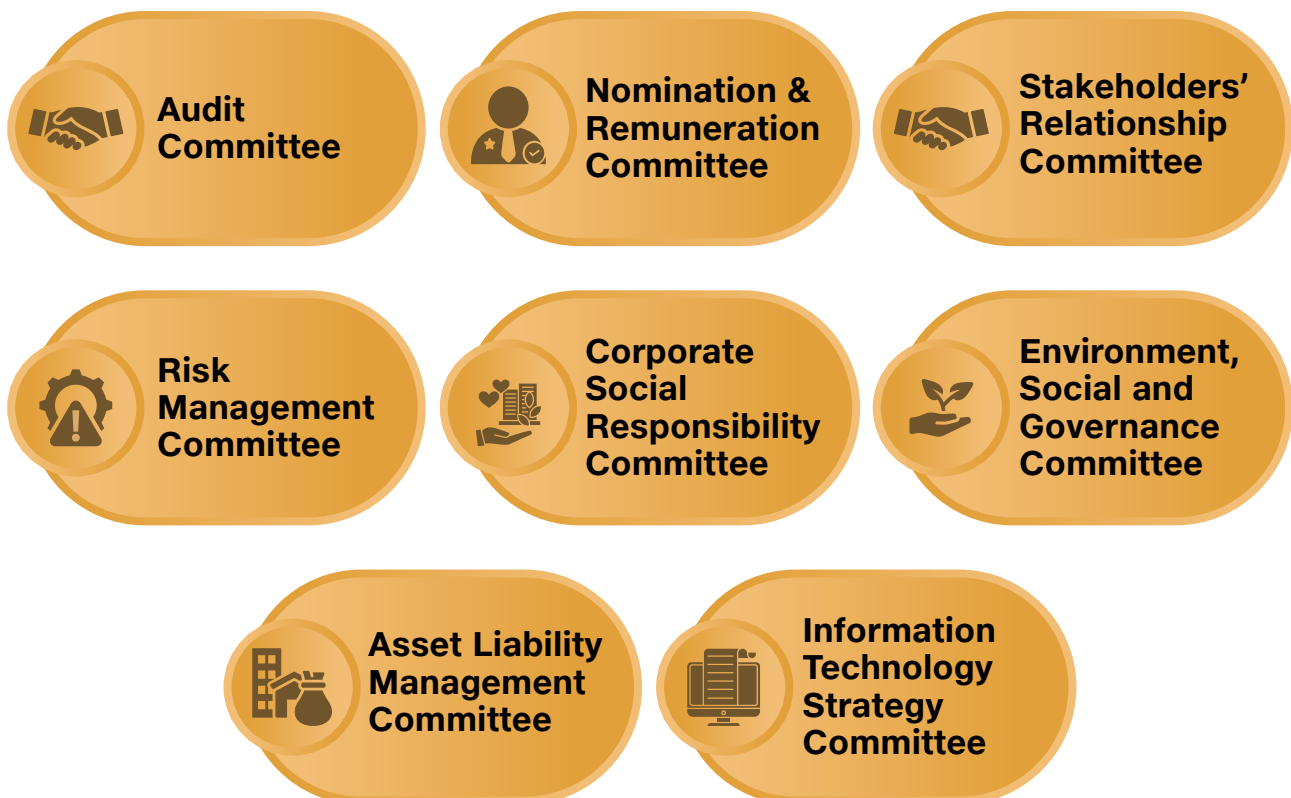 Audit
Committee
Nomination &
Remuneration
Committee
Stakeholders’
Relationship
Committee
Risk
Management
Committee
Corporate
Social
Responsibility
Committee
Environment,
Social and
Governance
Committee
Asset Liability
Management
Committee
Information
Technology
Strategy
Committee